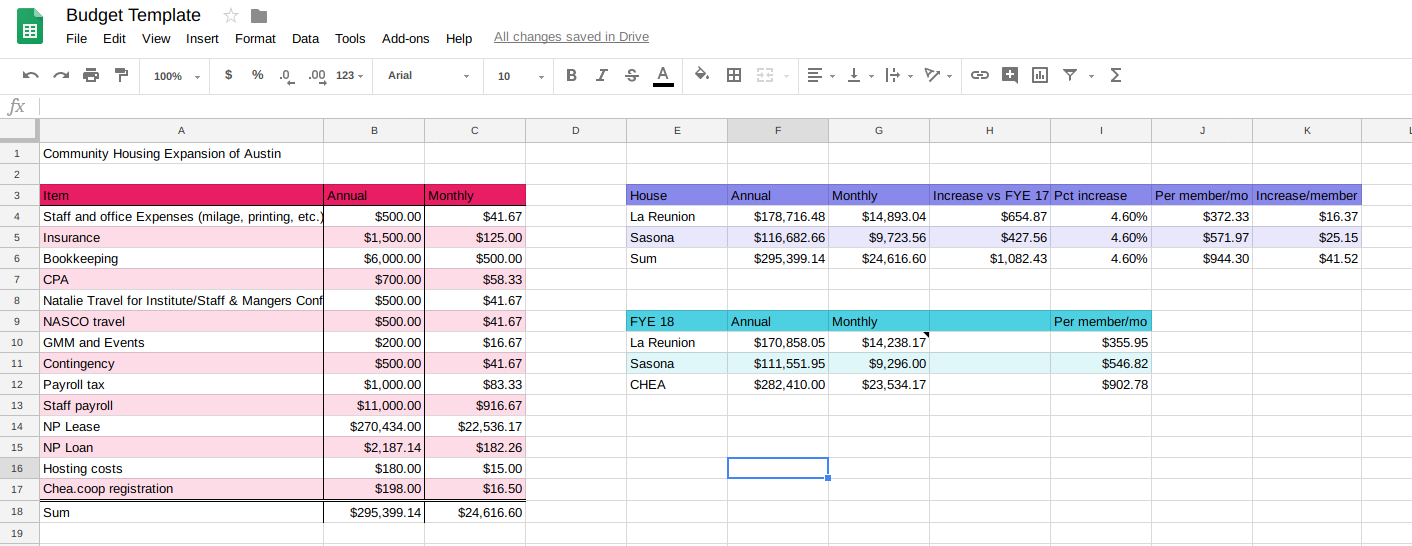 Budget Template
File Edit View Insert Format Data Tools Add-ons Help All changes saved in Drive
100% $ % .0 .00 123 Arial 10 B I S A Σ
fx
A B C D E F G H I J K L
1 Community Housing Expansion of Austin
2
3 Item Annual Monthly House Annual Monthly Increase vs FYE 17 Pct increase Per member/mo Increase/member
4 Staff and office Expenses (milage, printing, etc.) $500.00 $41.67 La Reunion $178,716.48 $14,893.04 $654.87 4.60% $372.33 $16.37
5 Insurance $1,500.00 $125.00 Sasona $116,682.66 $9,723.56 $427.56 4.60% $571.97 $25.15
6 Bookkeeping $6,000.00 $500.00 Sum $295,399.14 $24,616.60 $1,082.43 4.60% $944.30 $41.52
7 CPA $700.00 $58.33
8 Natalie Travel for Institute/Staff & Mangers Conf $500.00 $41.67
9 NASCO travel $500.00 $41.67 FYE 18 Annual Monthly Per member/mo
10 GMM and Events $200.00 $16.67 La Reunion $170,858.05 $14,238.17 $355.95
11 Contingency $500.00 $41.67 Sasona $111,551.95 $9,296.00 $546.82
12 Payroll tax $1,000.00 $83.33 CHEA $282,410.00 $23,534.17 $902.78
13 Staff payroll $11,000.00 $916.67
14 NP Lease $270,434.00 $22,536.17
15 NP Loan $2,187.14 $182.26
16 Hosting costs $180.00 $15.00
17 Chea.coop registration $198.00 $16.50
18 Sum $295,399.14 $24,616.60
19